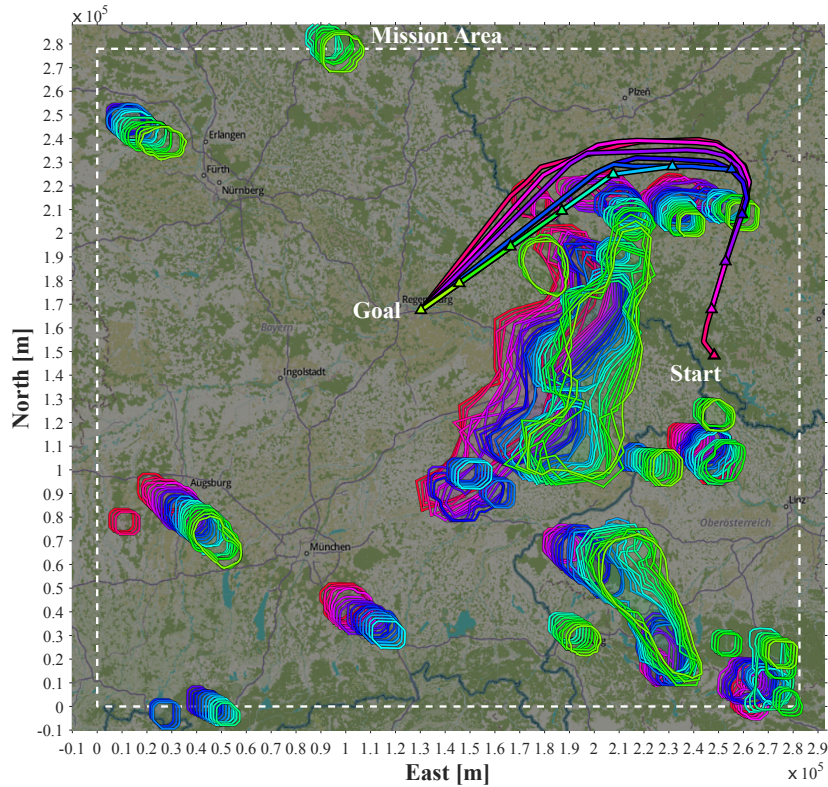 × 10⁵
2.8
2.7
2.6
2.5
2.4
2.3
2.2
2.1
2
1.9
1.8
1.7
1.6
1.5
1.4
1.3
1.2
1.1
1
0.9
0.8
0.7
0.6
0.5
0.4
0.3
0.2
0.1
0
-0.1
North [m]
Mission Area
Plzeň
Erlangen
Fürth
Nürnberg
Goal
Regensburg
Bayern
Start
Ingolstadt
Augsburg
Linz
Oberösterreich
München
-0.1 0 0.1 0.2 0.3 0.4 0.5 0.6 0.7 0.8 0.9 1 1.1 1.2 1.3 1.4 1.5 1.6 1.7 1.8 1.9 2 2.1 2.2 2.3 2.4 2.5 2.6 2.7 2.8 2.9
East [m]
× 10⁵